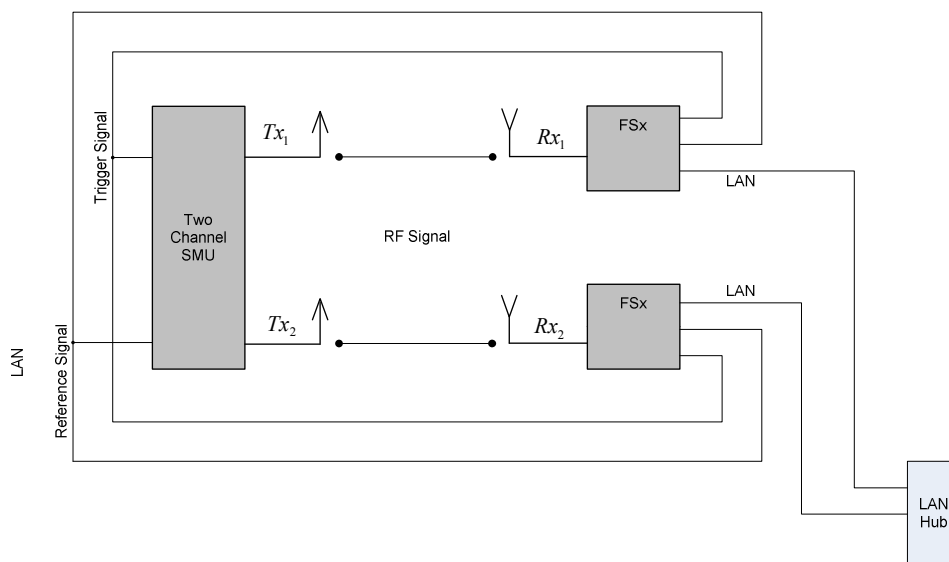 Trigger Signal
Tx1
Rx1
FSx
LAN
Two
Channel
SMU
RF Signal
FSx
LAN
Tx2
Rx2
LAN
Reference Signal
LAN
Hub